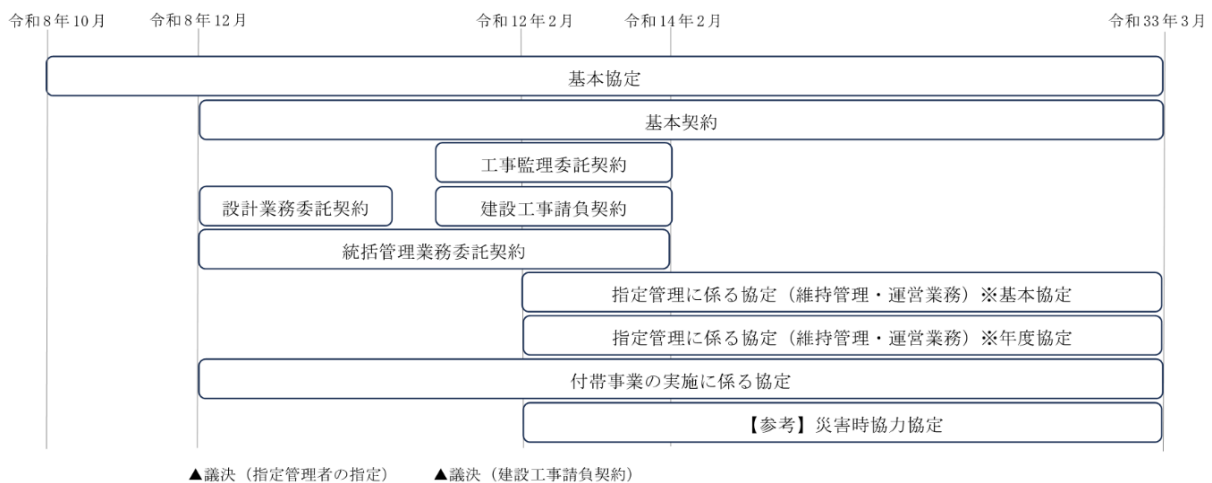 令和8年10月 令和8年12月 令和12年2月 令和14年2月 令和33年3月
基本協定
基本契約
工事監理委託契約
設計業務委託契約 建設工事請負契約
統括管理業務委託契約
指定管理に係る協定（維持管理・運営業務）※基本協定
指定管理に係る協定（維持管理・運営業務）※年度協定
付帯事業の実施に係る協定
【参考】災害時協力協定
▲議決（指定管理者の指定） ▲議決（建設工事請負契約）